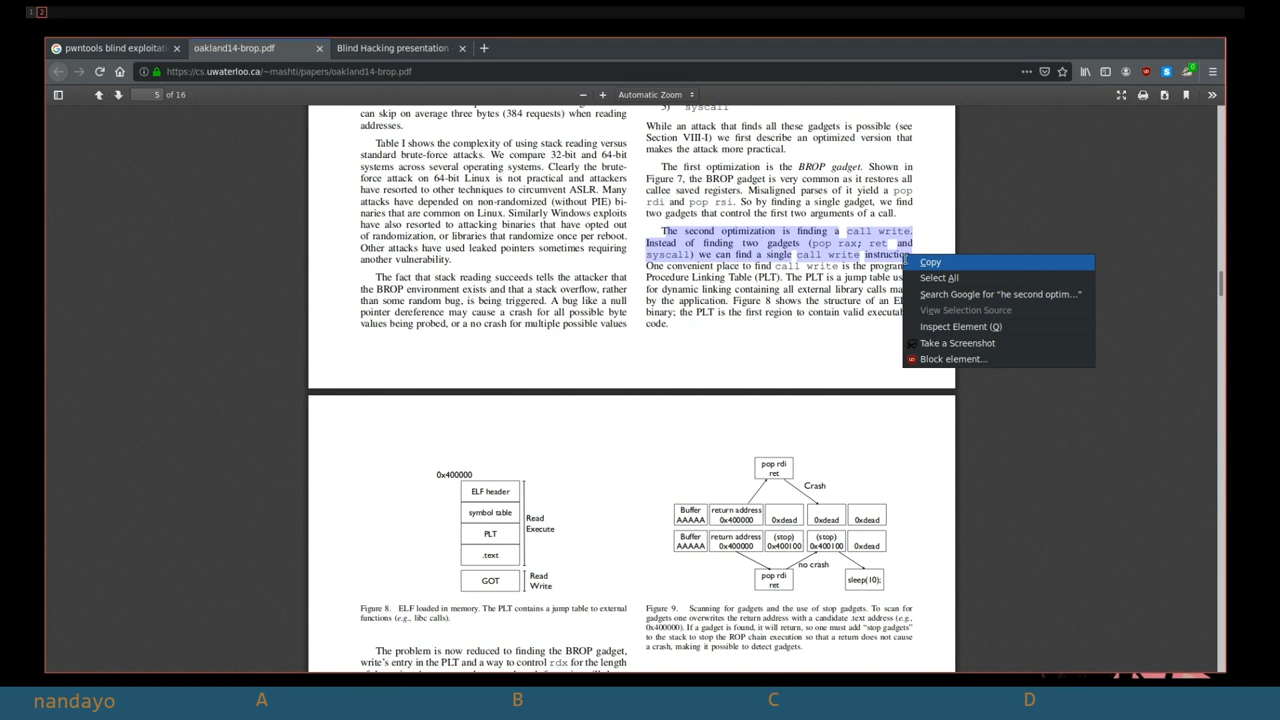 1 2
pwntools blind exploitati
oakland14-brop.pdf
Blind Hacking presentation
https://cs.uwaterloo.ca/~mashti/papers/oakland14-brop.pdf
0
5 of 16
Automatic Zoom
can skip on average three bytes (384 requests) when reading
addresses.
Table I shows the complexity of using stack reading versus
standard brute-force attacks. We compare 32-bit and 64-bit
systems across several operating systems. Clearly the brute-
force attack on 64-bit Linux is not practical and attackers
have resorted to other techniques to circumvent ASLR. Many
attacks have depended on non-randomized (without PIE) bi-
naries that are common on Linux. Similarly Windows exploits
have also resorted to attacking binaries that have opted out
of randomization, or libraries that randomize once per reboot.
Other attacks have used leaked pointers sometimes requiring
another vulnerability.
The fact that stack reading succeeds tells the attacker that
the BROP environment exists and that a stack overflow, rather
than some random bug, is being triggered. A bug like a null
pointer dereference may cause a crash for all possible byte
values being probed, or a no crash for multiple possible values
5) syscall
While an attack that finds all these gadgets is possible (see
Section VIII-I) we first describe an optimized version that
makes the attack more practical.
The first optimization is the BROP gadget. Shown in
Figure 7, the BROP gadget is very common as it restores all
callee saved registers. Misaligned parses of it yield a pop
rdi and pop rsi. So by finding a single gadget, we find
two gadgets that control the first two arguments of a call.
The second optimization is finding a call write.
Instead of finding two gadgets (pop rax; ret and
syscall) we can find a single call write instruction.
One convenient place to find call write is the program
Procedure Linking Table (PLT). The PLT is a jump table use
for dynamic linking containing all external library calls ma
by the application. Figure 8 shows the structure of an EL
binary; the PLT is the first region to contain valid executab
code.
Copy
Select All
Search Google for “he second optim...”
View Selection Source
Inspect Element (Q)
Take a Screenshot
Block element...
0x400000
ELF header
symbol table
PLT
.text
GOT
Read
Execute
Read
Write
Figure 8. ELF loaded in memory. The PLT contains a jump table to external
functions (e.g., libc calls).
The problem is now reduced to finding the BROP gadget,
write's entry in the PLT and a way to control rdx for the length
pop rdi
ret
Crash
Buffer
AAAAA
return address
0x400000
0xdead
0xdead
0xdead
Buffer
AAAAA
return address
0x400000
(stop)
0x400100
(stop)
0x400100
0xdead
no crash
pop rdi
ret
sleep(10);
Figure 9. Scanning for gadgets and the use of stop gadgets. To scan for
gadgets one overwrites the return address with a candidate .text address (e.g.,
0x400000). If a gadget is found, it will return, so one must add “stop gadgets”
to the stack to stop the ROP chain execution so that a return does not cause
a crash, making it possible to detect gadgets.
nandayo A B C D